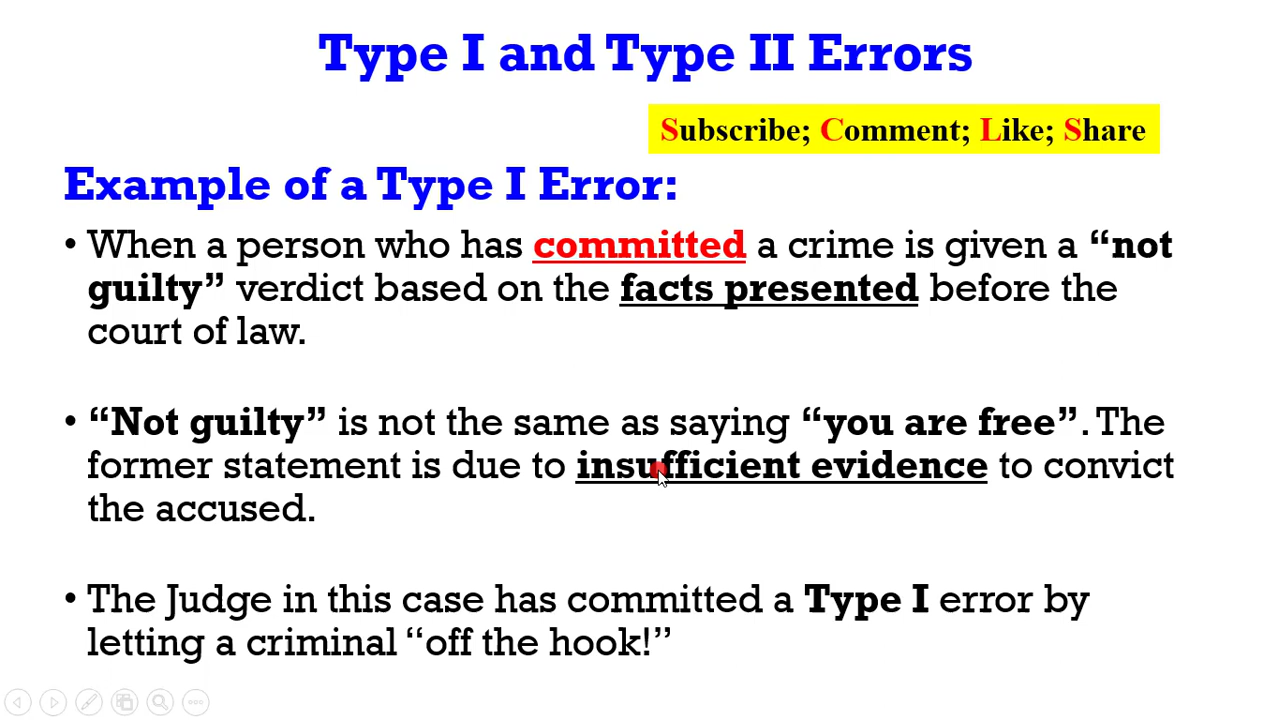 Type I and Type II Errors
Subscribe; Comment; Like; Share
Example of a Type I Error:
• When a person who has committed a crime is given a “not
guilty” verdict based on the facts presented before the
court of law.
• “Not guilty” is not the same as saying “you are free”. The
former statement is due to insufficient evidence to convict
the accused.
• The Judge in this case has committed a Type I error by
letting a criminal “off the hook!”